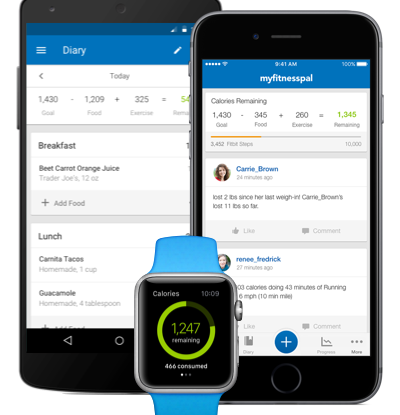 Diary
Today
1,430 - 1,209 + 325 =
Goal Food Exercise
Breakfast
Beet Carrot Orange Juice
Trader Joe's, 12 oz
+ Add Food
Lunch
Carnita Tacos
Homemade, 1 cup
Guacamole
Homemade, 4 tablespoon
9:41 AM 100%
myfitnesspal
Calories Remaining
1,430 - 345 + 260 = 1,345
Goal Food Exercise Remaining
3,452 Fitbit Steps 10,000
Carrie_Brown
24 minutes ago
lost 2 lbs since her last weigh-in! Carrie_Brown's
lost 11 lbs so far.
Like Comment
renee_fredrick
27 minutes ago
calories doing 43 minutes of Running
6 mph (10 min mile)
Like Comment
Diary + Progress More
Calories 10:09
1,247
remaining
466 consumed